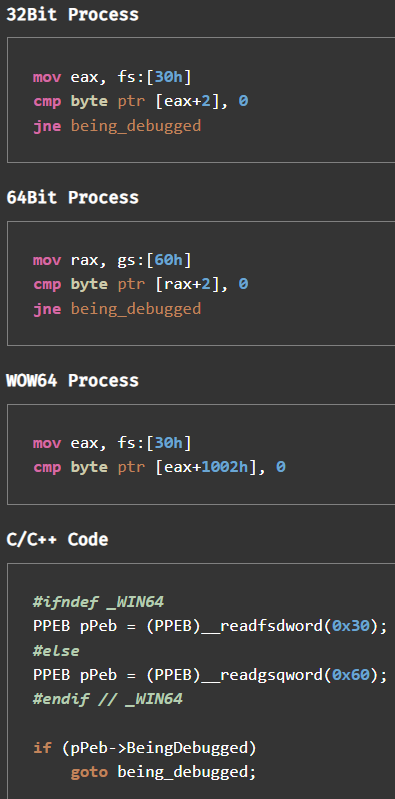 32Bit Process
mov eax, fs:[30h]
cmp byte ptr [eax+2], 0
jne being_debugged
64Bit Process
mov rax, gs:[60h]
cmp byte ptr [rax+2], 0
jne being_debugged
WOW64 Process
mov eax, fs:[30h]
cmp byte ptr [eax+1002h], 0
C/C++ Code
#ifndef _WIN64
PPEB pPeb = (PPEB)__readfsdword(0x30);
#else
PPEB pPeb = (PPEB)__readgsqword(0x60);
#endif // _WIN64
if (pPeb->BeingDebugged)
    goto being_debugged;